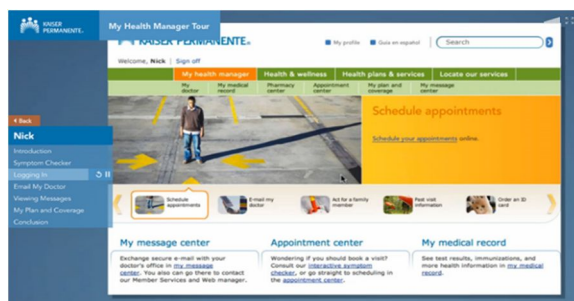 KAISER PERMANENTE®
My Health Manager Tour
KAISER PERMANENTE®
My profile
Guía en español
Search
Welcome, Nick | Sign off
My health manager
Health & wellness
Health plans & services
Locate our services
My doctor
My medical record
Pharmacy center
Appointment center
My plan and coverage
My message center
Schedule appointments
Schedule your appointments online.
Back
Nick
Introduction
Symptom Checker
Logging In
Email My Doctor
Viewing Messages
My Plan and Coverage
Conclusion
Schedule appointments
E-mail my doctor
Act for a family member
Past visit information
Order an ID card
My message center
Exchange secure e-mail with your
doctor's office in my message
center. You also can go there to contact
our Member Services and Web manager.
Appointment center
Wondering if you should book a visit?
Consult our interactive symptom
checker, or go straight to scheduling in
the appointment center.
My medical record
See test results, immunizations, and
more health information in my medical
record.